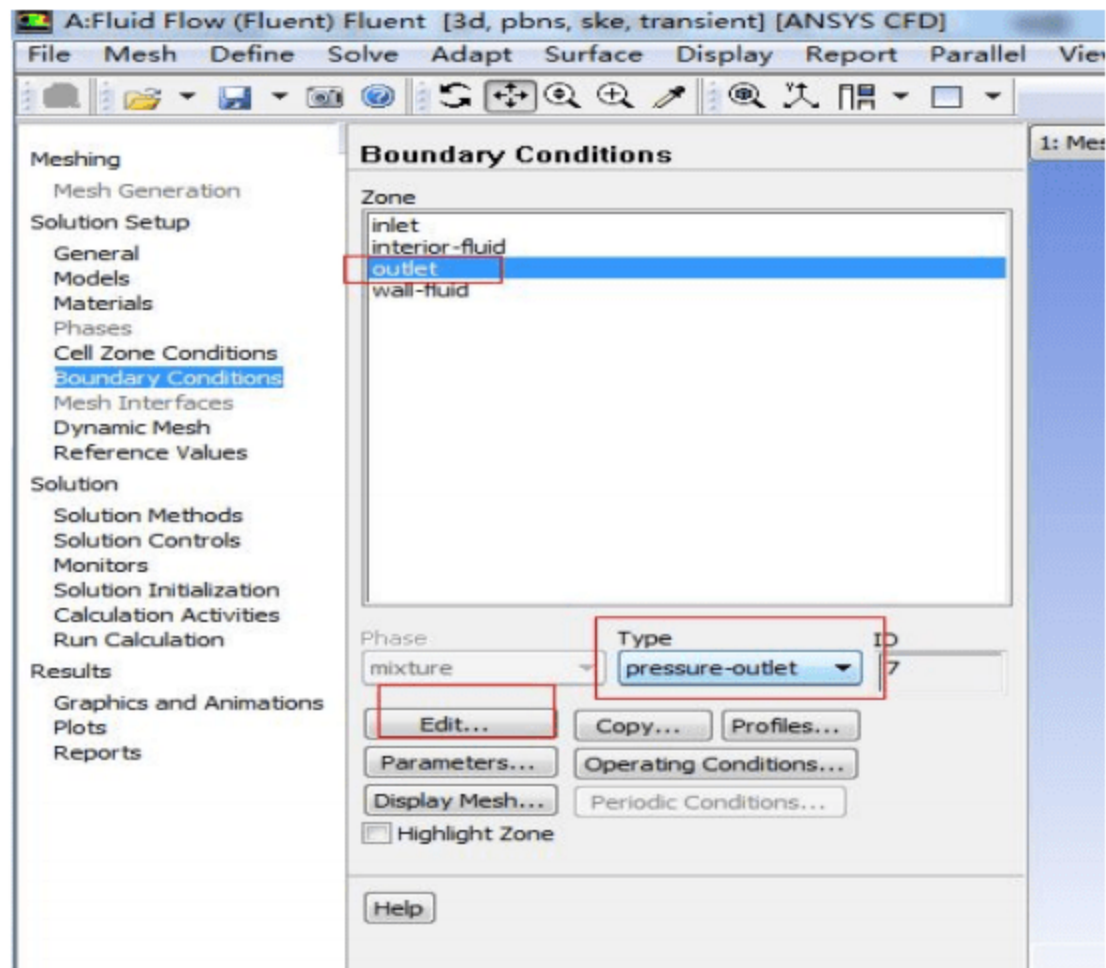 A:Fluid Flow (Fluent) Fluent [3d, pbns, ske, transient] [ANSYS CFD]
File Mesh Define Solve Adapt Surface Display Report Parallel View
1: Mes
Meshing
Mesh Generation
Solution Setup
General
Models
Materials
Phases
Cell Zone Conditions
Boundary Conditions
Mesh Interfaces
Dynamic Mesh
Reference Values
Solution
Solution Methods
Solution Controls
Monitors
Solution Initialization
Calculation Activities
Run Calculation
Results
Graphics and Animations
Plots
Reports
Boundary Conditions
Zone
inlet
interior-fluid
outlet
wall-fluid
Phase Type ID
mixture pressure-outlet 7
Edit... Copy... Profiles...
Parameters... Operating Conditions...
Display Mesh... Periodic Conditions...
Highlight Zone
Help